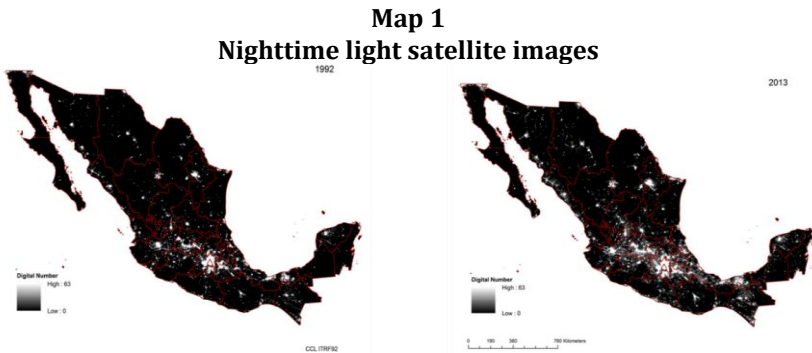 Map 1
Nighttime light satellite images
1992
2013
Digital Number
High : 63
Low : 0
CCL ITRF92
Digital Number
High : 63
Low : 0
0 190 380 760 Kilometers